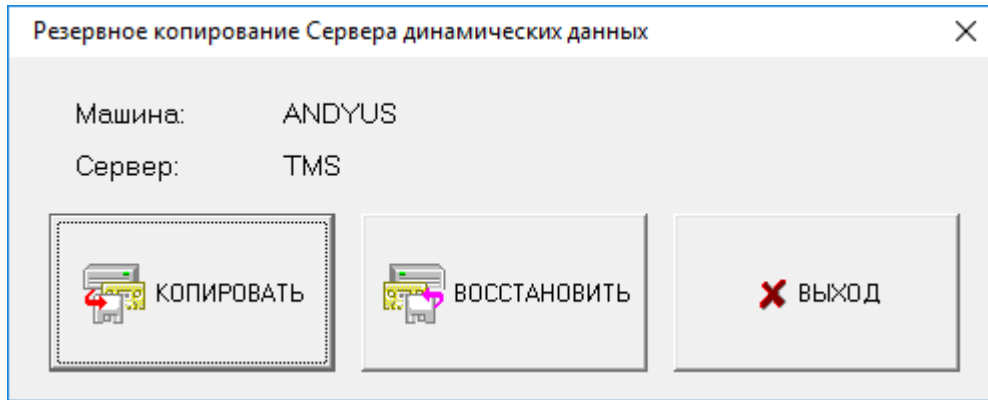 Резервное копирование Сервера динамических данных
Машина: ANDYUS
Сервер: TMS
КОПИРОВАТЬ ВОССТАНОВИТЬ ВЫХОД